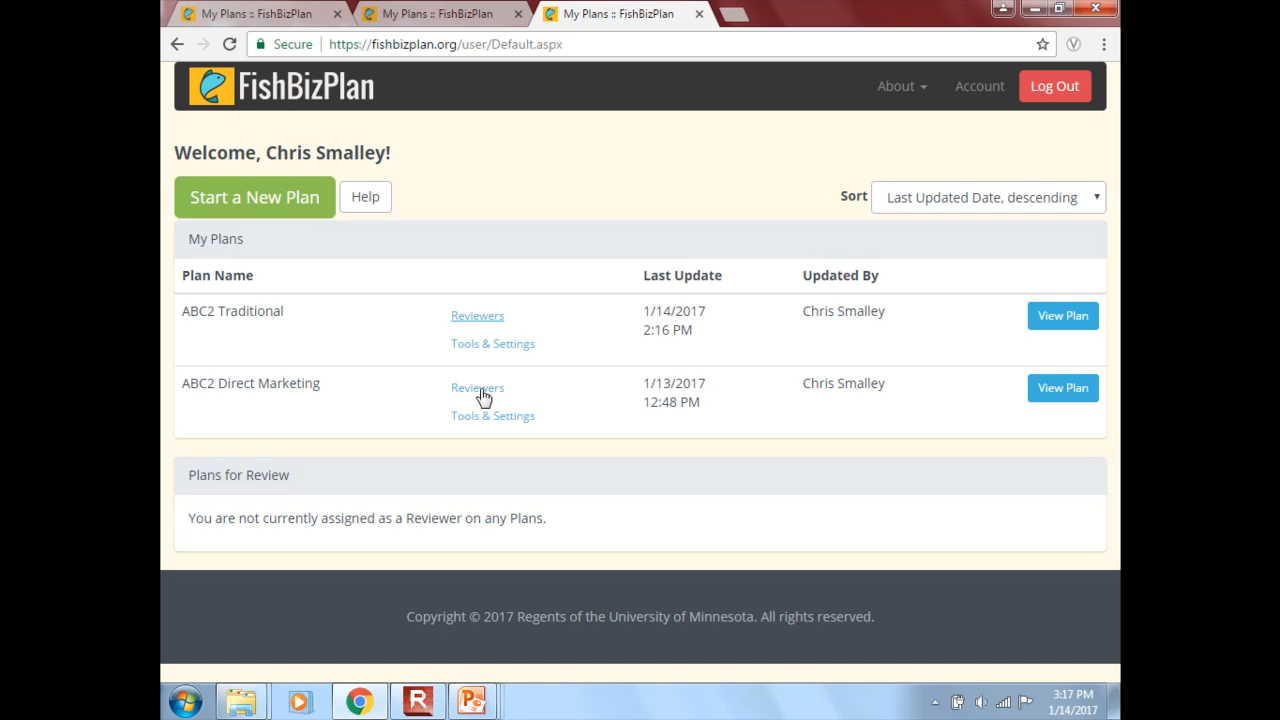 My Plans :: FishBizPlan
My Plans :: FishBizPlan
My Plans :: FishBizPlan
Secure https://fishbizplan.org/user/Default.aspx
FishBizPlan
About Account Log Out
Welcome, Chris Smalley!
Start a New Plan Help Sort Last Updated Date, descending
My Plans
Plan Name Last Update Updated By
ABC2 Traditional Reviewers 1/14/2017 Chris Smalley View Plan
2:16 PM
Tools & Settings
ABC2 Direct Marketing Reviewers 1/13/2017 Chris Smalley View Plan
12:48 PM
Tools & Settings
Plans for Review
You are not currently assigned as a Reviewer on any Plans.
Copyright © 2017 Regents of the University of Minnesota. All rights reserved.
3:17 PM
1/14/2017